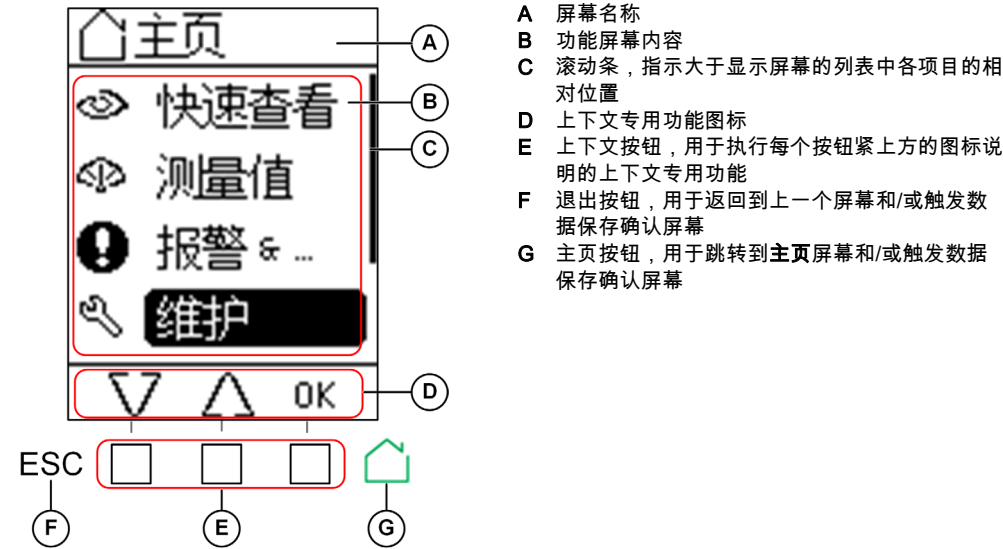 主页
A
快速查看
B
C
测量值
报警 & ...
维护
OK
D
ESC
F
E
G
A 屏幕名称
B 功能屏幕内容
C 滚动条，指示大于显示屏幕的列表中各项目的相
对位置
D 上下文专用功能图标
E 上下文按钮，用于执行每个按钮紧上方的图标说
明的上下文专用功能
F 退出按钮，用于返回到上一个屏幕和/或触发数
据保存确认屏幕
G 主页按钮，用于跳转到主页屏幕和/或触发数据
保存确认屏幕